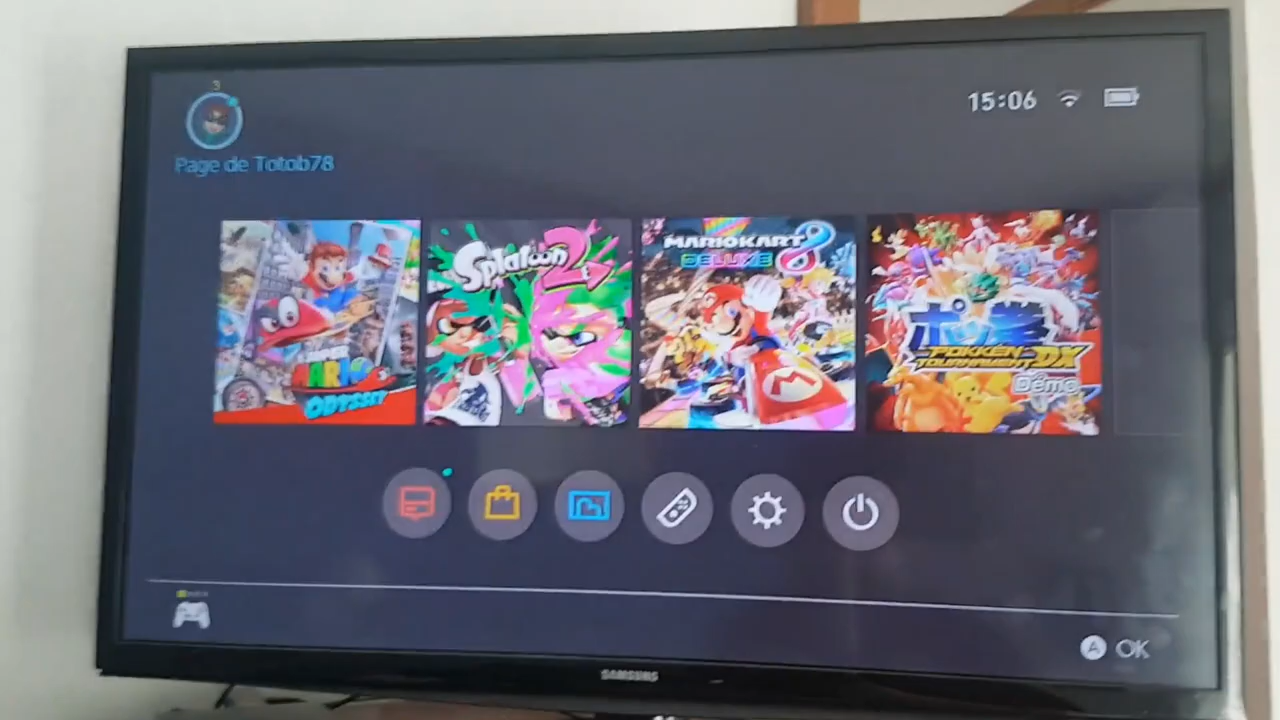 3
15:06
Page de Totob78
SUPER
MARIO
ODYSSEY
Splatoon 2
MARIOKART 8
DELUXE
M
ポッ拳
POKKÉN
TOURNAMENT DX
Démo
A OK
SAMSUNG